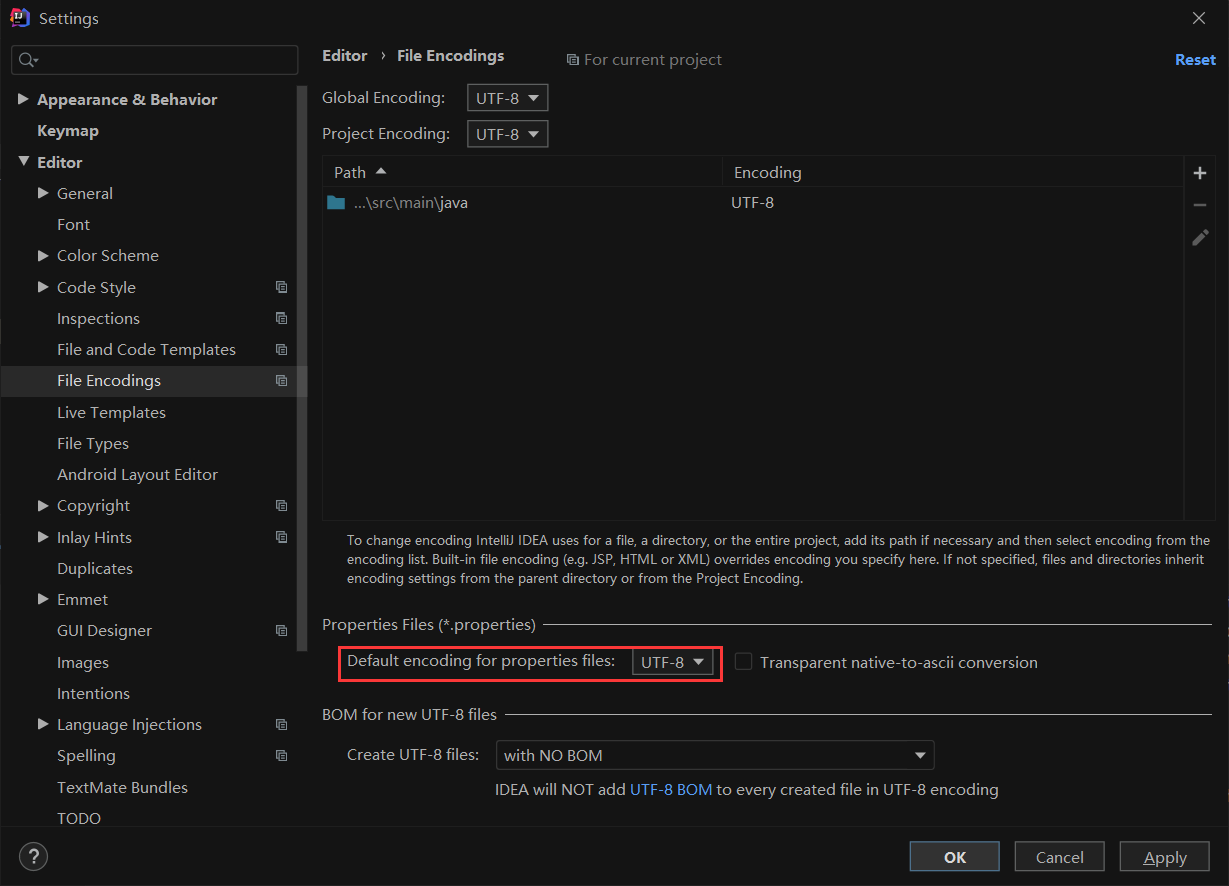 Settings
Editor › File Encodings
For current project
Reset
Appearance & Behavior
Keymap
Editor
General
Font
Color Scheme
Code Style
Inspections
File and Code Templates
File Encodings
Live Templates
File Types
Android Layout Editor
Copyright
Inlay Hints
Duplicates
Emmet
GUI Designer
Images
Intentions
Language Injections
Spelling
TextMate Bundles
TODO
Global Encoding: UTF-8
Project Encoding: UTF-8
Path Encoding
...\src\main\java UTF-8
To change encoding IntelliJ IDEA uses for a file, a directory, or the entire project, add its path if necessary and then select encoding from the
encoding list. Built-in file encoding (e.g. JSP, HTML or XML) overrides encoding you specify here. If not specified, files and directories inherit
encoding settings from the parent directory or from the Project Encoding.
Properties Files (*.properties)
Default encoding for properties files: UTF-8 Transparent native-to-ascii conversion
BOM for new UTF-8 files
Create UTF-8 files: with NO BOM
IDEA will NOT add UTF-8 BOM to every created file in UTF-8 encoding
? OK Cancel Apply